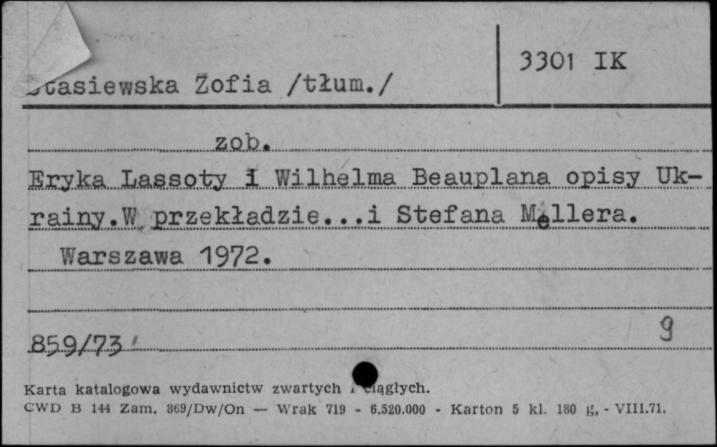 3301 IK
Stasiewska Zofia /tłum./
zob.
Eryka Lassoty i Wilhelma Beauplana opisy Uk-
rainy.W przekładzie...i Stefana Mellera.
Warszawa 1972.
859/73
9
Karta katalogowa wydawnictw zwartych i ciągłych.
CWD B 144 Zam. 869/Dw/On — Wrak 719 - 6.520.000 - Karton 5 kl. 180 g, - VIII.71.